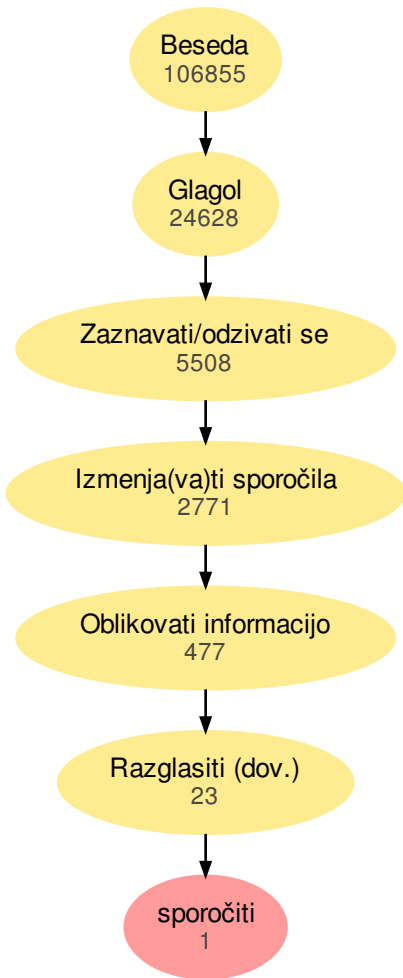 Beseda
106855
Glagol
24628
Zaznavati/odzivati se
5508
Izmenja(va)ti sporočila
2771
Oblikovati informacijo
477
Razglasiti (dov.)
23
sporočiti
1